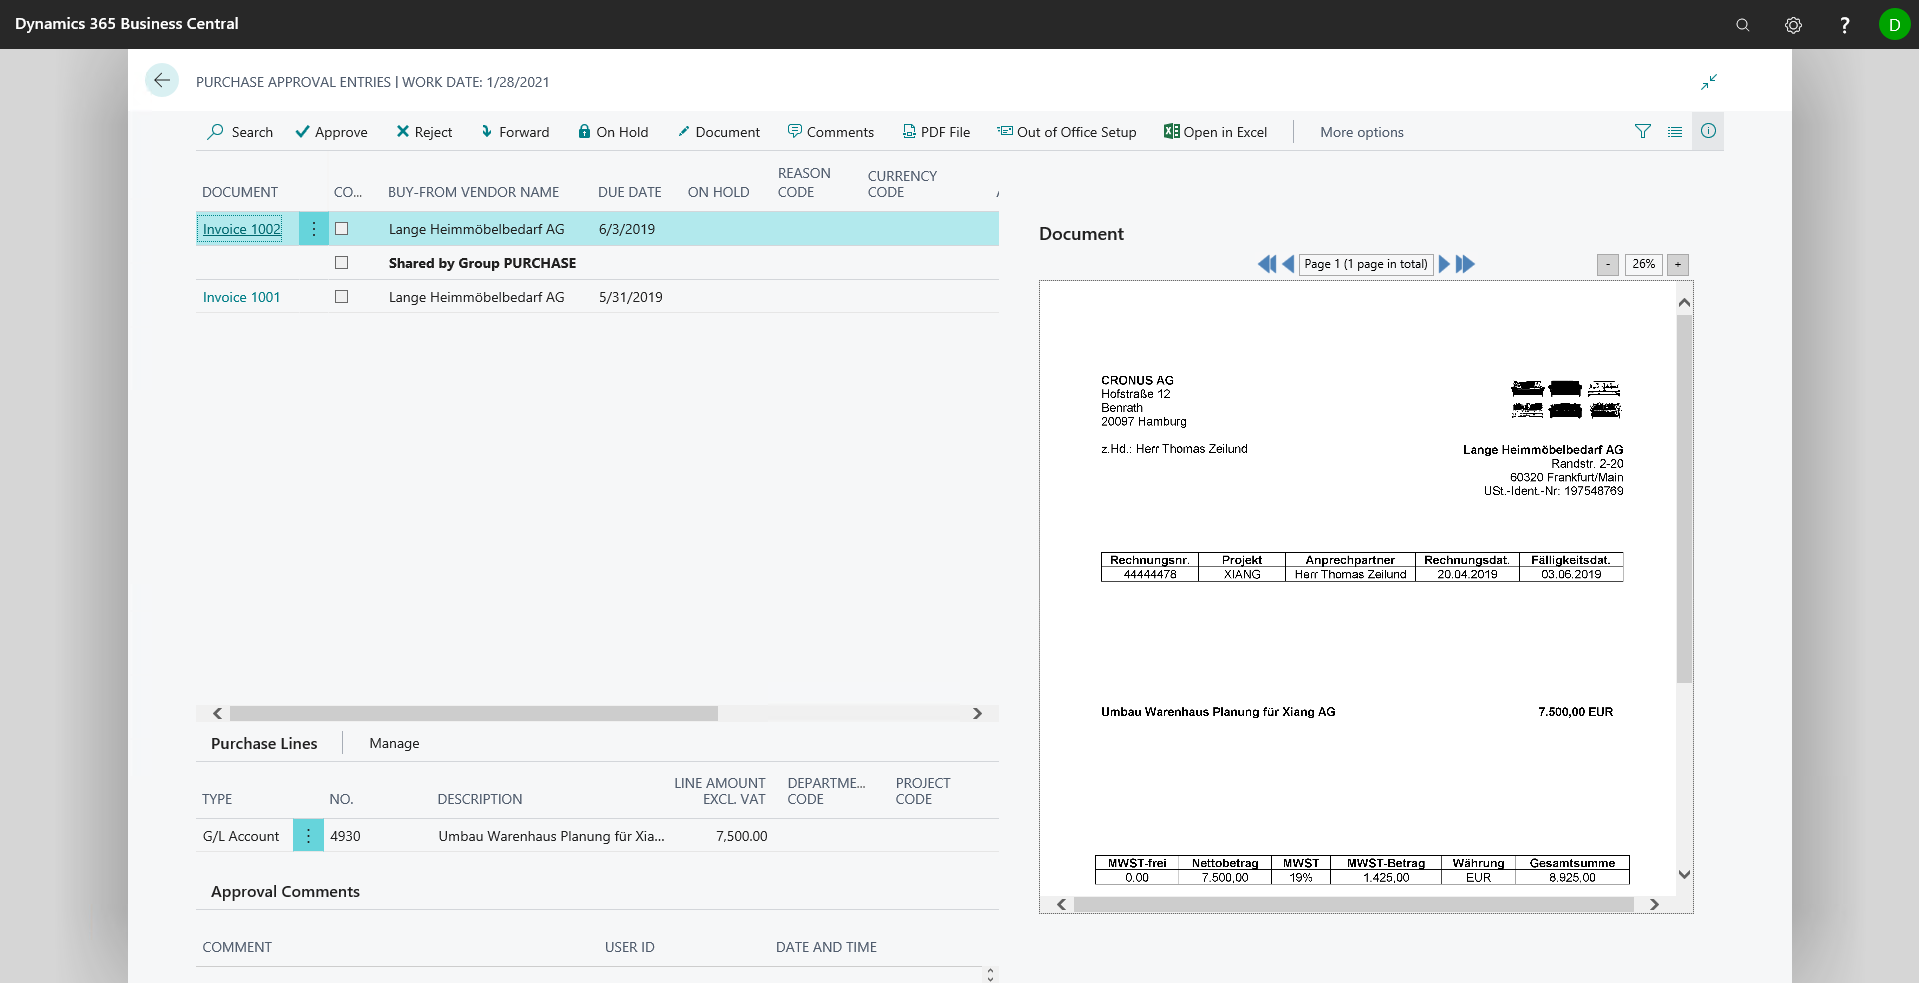 Dynamics 365 Business Central
?
D
PURCHASE APPROVAL ENTRIES | WORK DATE: 1/28/2021
Search Approve Reject Forward On Hold Document Comments PDF File Out of Office Setup Open in Excel More options
DOCUMENT CO... BUY-FROM VENDOR NAME DUE DATE ON HOLD REASON CODE CURRENCY CODE
Invoice 1002 Lange Heimmöbelbedarf AG 6/3/2019
Shared by Group PURCHASE
Invoice 1001 Lange Heimmöbelbedarf AG 5/31/2019
Purchase Lines Manage
TYPE NO. DESCRIPTION LINE AMOUNT EXCL. VAT DEPARTME... CODE PROJECT CODE
G/L Account 4930 Umbau Warenhaus Planung für Xia... 7,500.00
Approval Comments
COMMENT USER ID DATE AND TIME
Document
Page 1 (1 page in total) - 26% +
CRONUS AG
Hofstraße 12
Benrath
20097 Hamburg
z.Hd.: Herr Thomas Zeilund
Lange Heimmöbelbedarf AG
Randstr. 2-20
60320 Frankfurt/Main
USt.-Ident.-Nr: 197548769
Rechnungsnr. Projekt Anprechpartner Rechnungsdat. Fälligkeitsdat.
44444478 XIANG Herr Thomas Zeilund 20.04.2019 03.06.2019
Umbau Warenhaus Planung für Xiang AG 7.500,00 EUR
MWST-frei Nettobetrag MWST MWST-Betrag Währung Gesamtsumme
0.00 7.500,00 19% 1.425,00 EUR 8.925,00